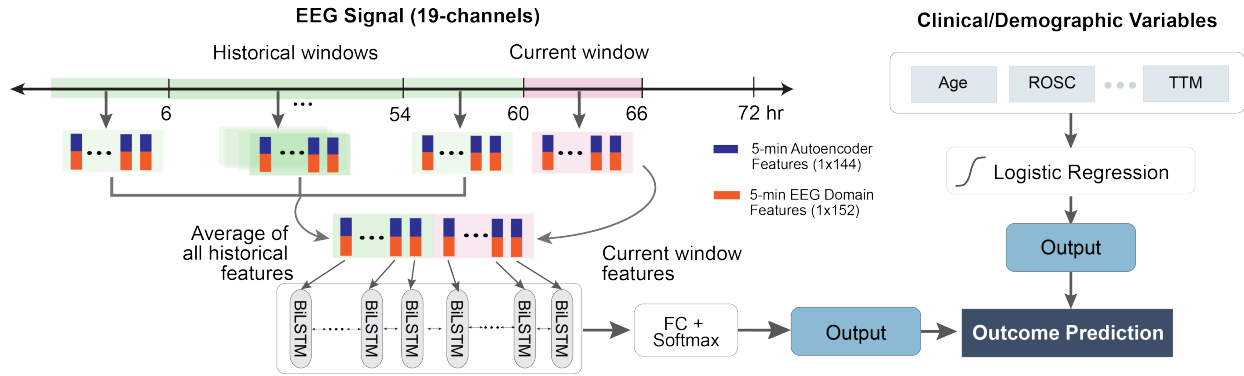 EEG Signal (19-channels)
Historical windows
Current window
...
6
54
60
66
72 hr
5-min Autoencoder
Features (1x144)
5-min EEG Domain
Features (1x152)
Average of
all historical
features
Current window
features
BiLSTM
BiLSTM
BiLSTM
BiLSTM
BiLSTM
BiLSTM
FC +
Softmax
Output
Clinical/Demographic Variables
Age
ROSC
TTM
Logistic Regression
Output
Outcome Prediction